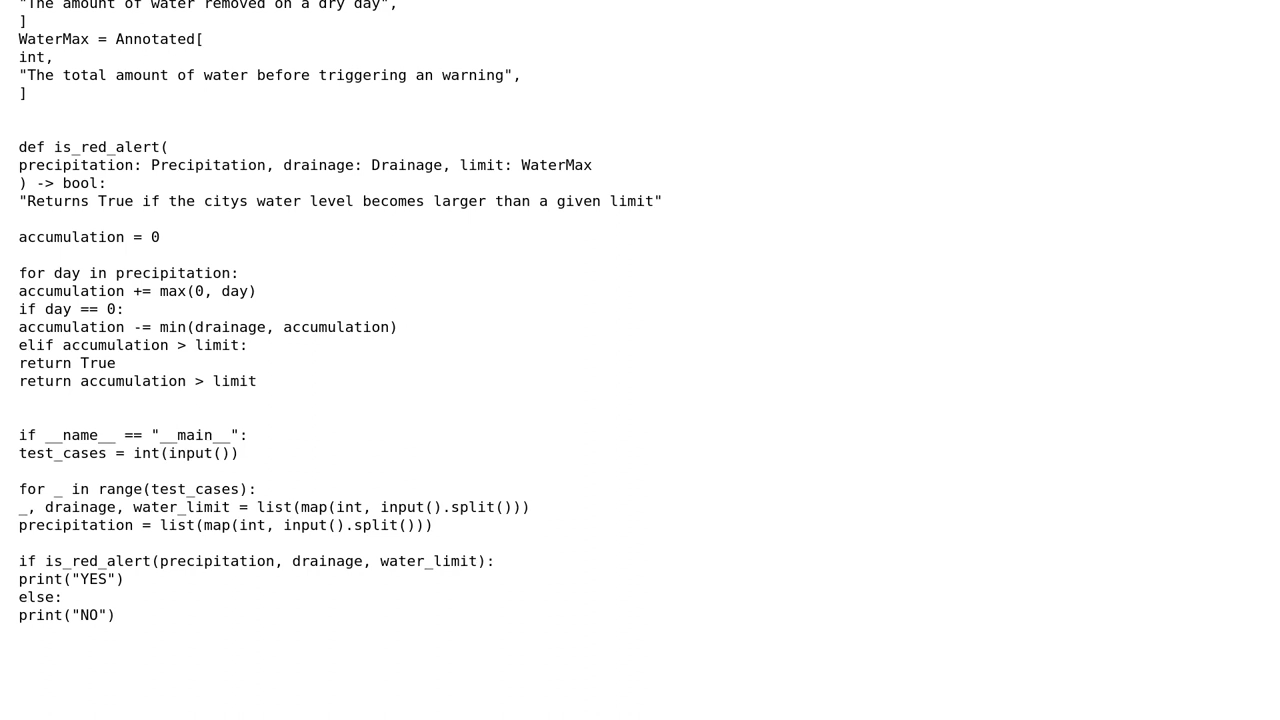 "The amount of water removed on a dry day",
]
WaterMax = Annotated[
int,
"The total amount of water before triggering an warning",
]
def is_red_alert(
precipitation: Precipitation, drainage: Drainage, limit: WaterMax
) -> bool:
"Returns True if the citys water level becomes larger than a given limit"
accumulation = 0
for day in precipitation:
accumulation += max(0, day)
if day == 0:
accumulation -= min(drainage, accumulation)
elif accumulation > limit:
return True
return accumulation > limit
if __name__ == "__main__":
test_cases = int(input())
for _ in range(test_cases):
_, drainage, water_limit = list(map(int, input().split()))
precipitation = list(map(int, input().split()))
if is_red_alert(precipitation, drainage, water_limit):
print("YES")
else:
print("NO")